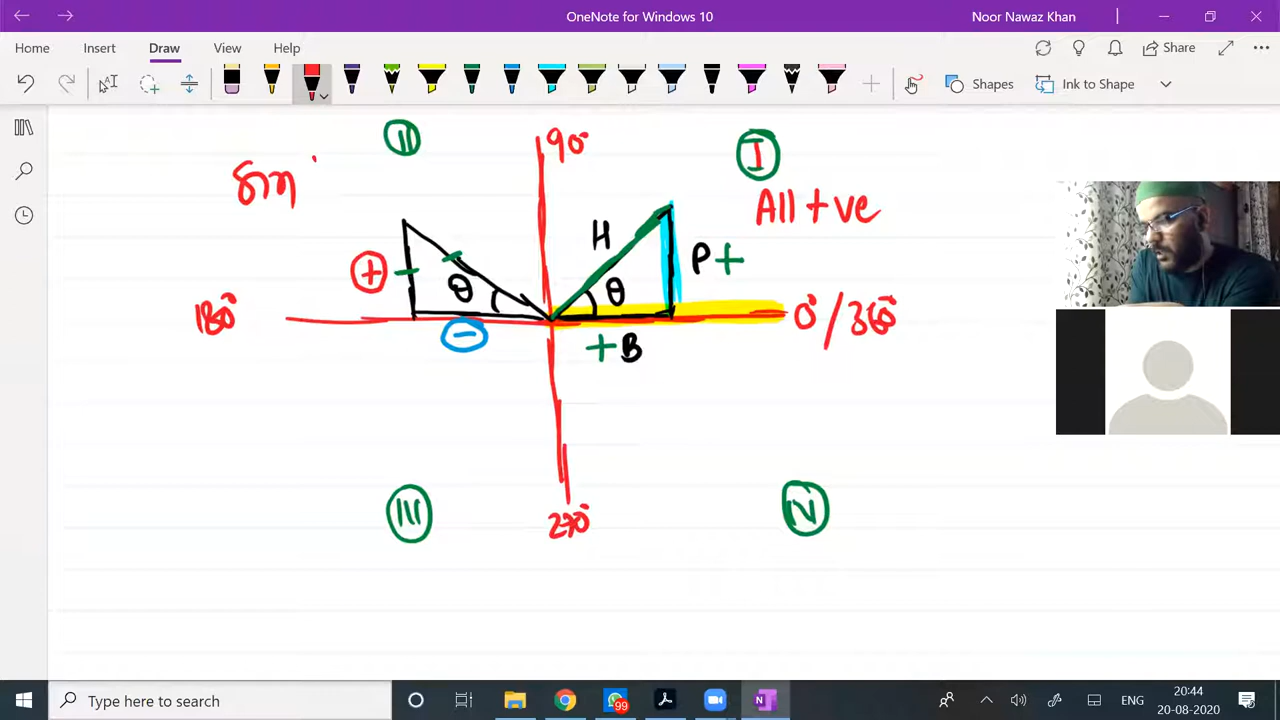 OneNote for Windows 10
Noor Nawaz Khan
Home Insert Draw View Help
Share
Shapes
Ink to Shape
II
90°
I
Sin
All +ve
H
P+
+
θ
θ
180°
0°/360°
−
+B
III
270°
IV
Type here to search
99
ENG
20:44
20-08-2020